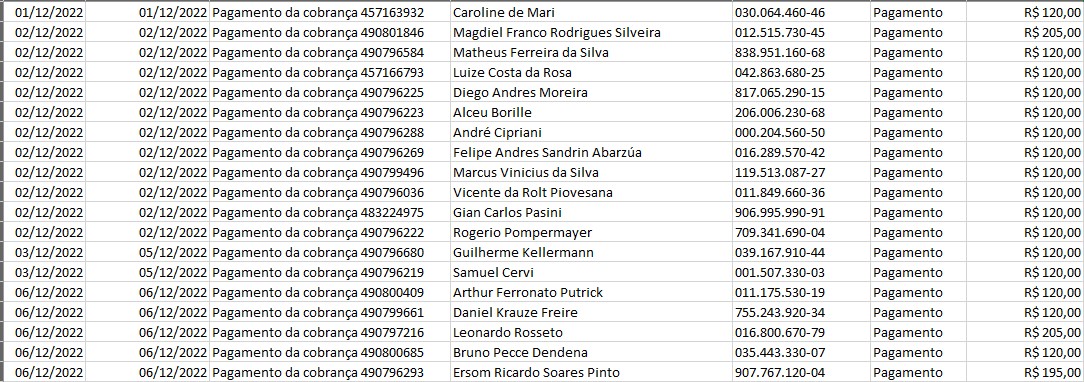 01/12/2022 01/12/2022 Pagamento da cobrança 457163932 Caroline de Mari 030.064.460-46 Pagamento R$ 120,00
02/12/2022 02/12/2022 Pagamento da cobrança 490801846 Magdiel Franco Rodrigues Silveira 012.515.730-45 Pagamento R$ 205,00
02/12/2022 02/12/2022 Pagamento da cobrança 490796584 Matheus Ferreira da Silva 838.951.160-68 Pagamento R$ 120,00
02/12/2022 02/12/2022 Pagamento da cobrança 457166793 Luize Costa da Rosa 042.863.680-25 Pagamento R$ 120,00
02/12/2022 02/12/2022 Pagamento da cobrança 490796225 Diego Andres Moreira 817.065.290-15 Pagamento R$ 120,00
02/12/2022 02/12/2022 Pagamento da cobrança 490796223 Alceu Borille 206.006.230-68 Pagamento R$ 120,00
02/12/2022 02/12/2022 Pagamento da cobrança 490796288 André Cipriani 000.204.560-50 Pagamento R$ 120,00
02/12/2022 02/12/2022 Pagamento da cobrança 490796269 Felipe Andres Sandrin Abarzúa 016.289.570-42 Pagamento R$ 120,00
02/12/2022 02/12/2022 Pagamento da cobrança 490799496 Marcus Vinicius da Silva 119.513.087-27 Pagamento R$ 120,00
02/12/2022 02/12/2022 Pagamento da cobrança 490796036 Vicente da Rolt Piovesana 011.849.660-36 Pagamento R$ 120,00
02/12/2022 02/12/2022 Pagamento da cobrança 483224975 Gian Carlos Pasini 906.995.990-91 Pagamento R$ 120,00
02/12/2022 02/12/2022 Pagamento da cobrança 490796222 Rogerio Pompermayer 709.341.690-04 Pagamento R$ 120,00
03/12/2022 05/12/2022 Pagamento da cobrança 490796680 Guilherme Kellermann 039.167.910-44 Pagamento R$ 120,00
03/12/2022 05/12/2022 Pagamento da cobrança 490796219 Samuel Cervi 001.507.330-03 Pagamento R$ 120,00
06/12/2022 06/12/2022 Pagamento da cobrança 490800409 Arthur Ferronato Putrick 011.175.530-19 Pagamento R$ 120,00
06/12/2022 06/12/2022 Pagamento da cobrança 490799661 Daniel Krauze Freire 755.243.920-34 Pagamento R$ 120,00
06/12/2022 06/12/2022 Pagamento da cobrança 490797216 Leonardo Rosseto 016.800.670-79 Pagamento R$ 205,00
06/12/2022 06/12/2022 Pagamento da cobrança 490800685 Bruno Pecce Dendena 035.443.330-07 Pagamento R$ 120,00
06/12/2022 06/12/2022 Pagamento da cobrança 490796293 Ersom Ricardo Soares Pinto 907.767.120-04 Pagamento R$ 195,00